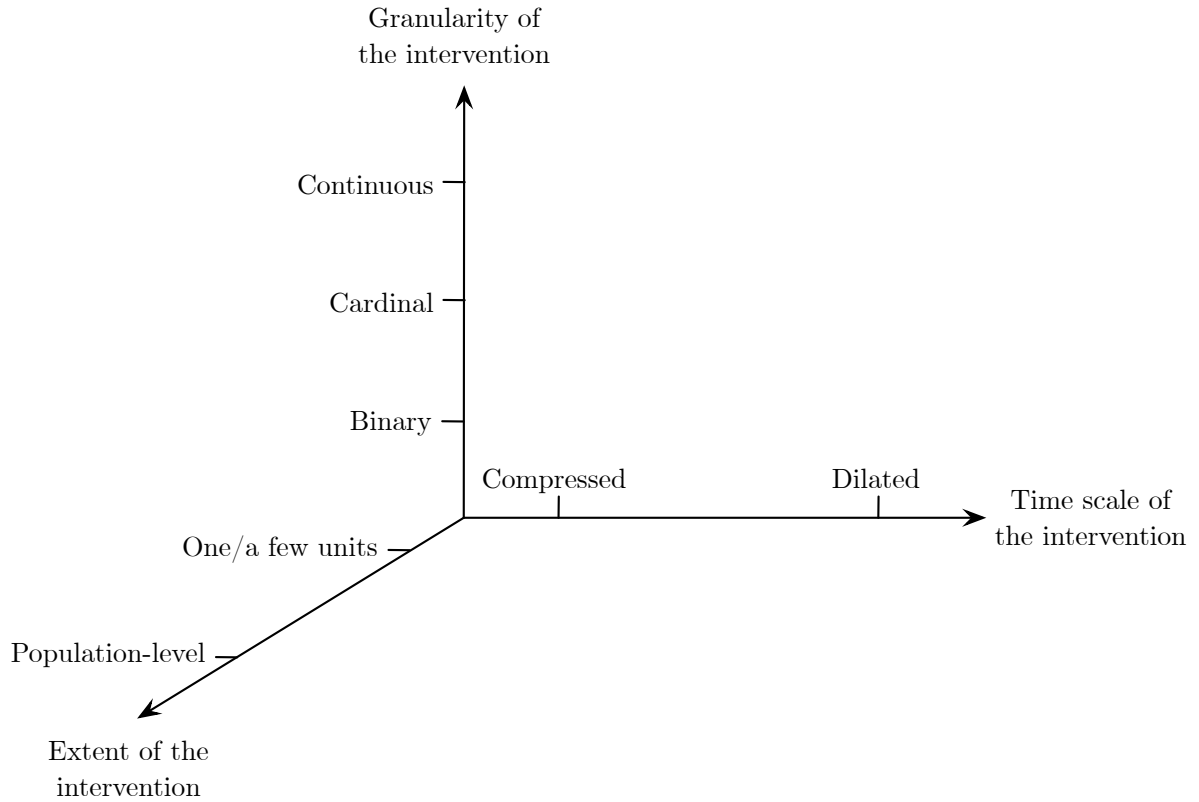 Granularity of
the intervention
Continuous
Cardinal
Binary
Compressed
Dilated
Time scale of
the intervention
One/a few units
Population-level
Extent of the
intervention